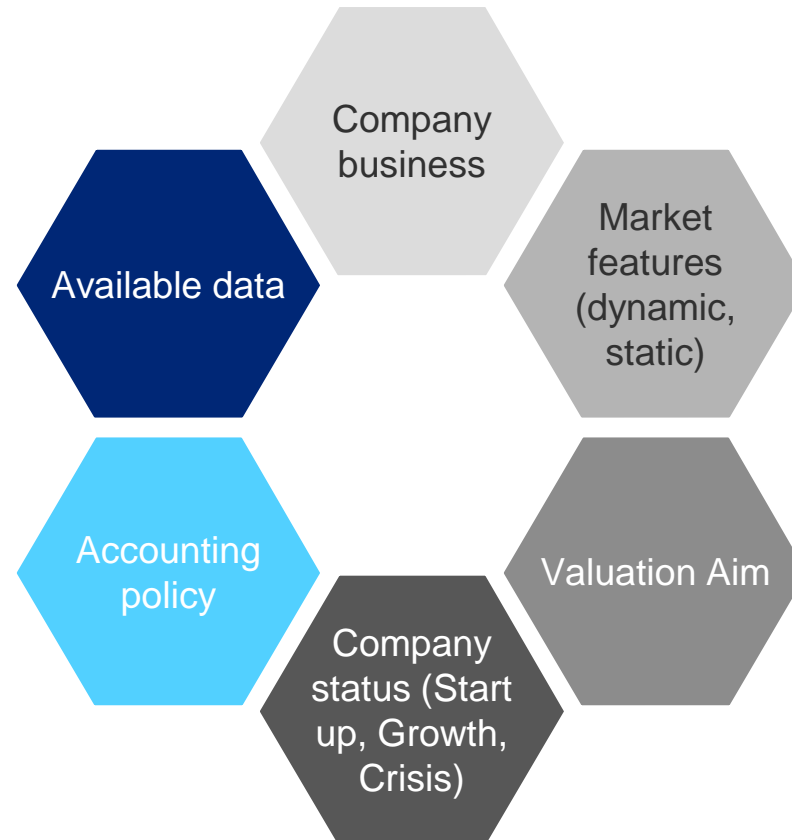 Company
business
Market
features
(dynamic,
static)
Valuation Aim
Company
status (Start
up, Growth,
Crisis)
Accounting
policy
Available data